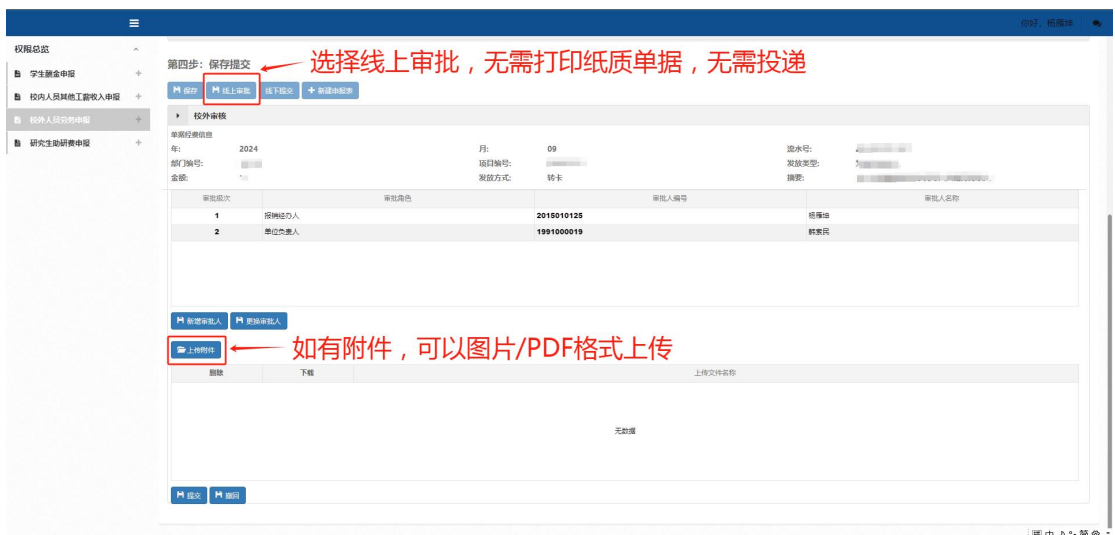 你好，杨雁坤
权限总览
学生酬金申报 +
校内人员其他工薪收入申报 +
校外人员劳务申报 +
研究生助研费申报 +
第四步：保存提交
选择线上审批，无需打印纸质单据，无需投递
保存 线上审批 线下提交 + 新建申报表
校外审核
单据经费信息
年: 2024 月: 09 流水号:
部门编号: 项目编号: 发放类型:
金额: 发放方式: 转卡 摘要:
审批级次 审批角色 审批人编号 审批人名称
1 报销经办人 2015010125 杨雁坤
2 单位负责人 1991000019 韩惠民
新增审批人 更换审批人
上传附件
如有附件，可以图片/PDF格式上传
删除 下载 上传文件名称
无数据
提交 撤回
中 简